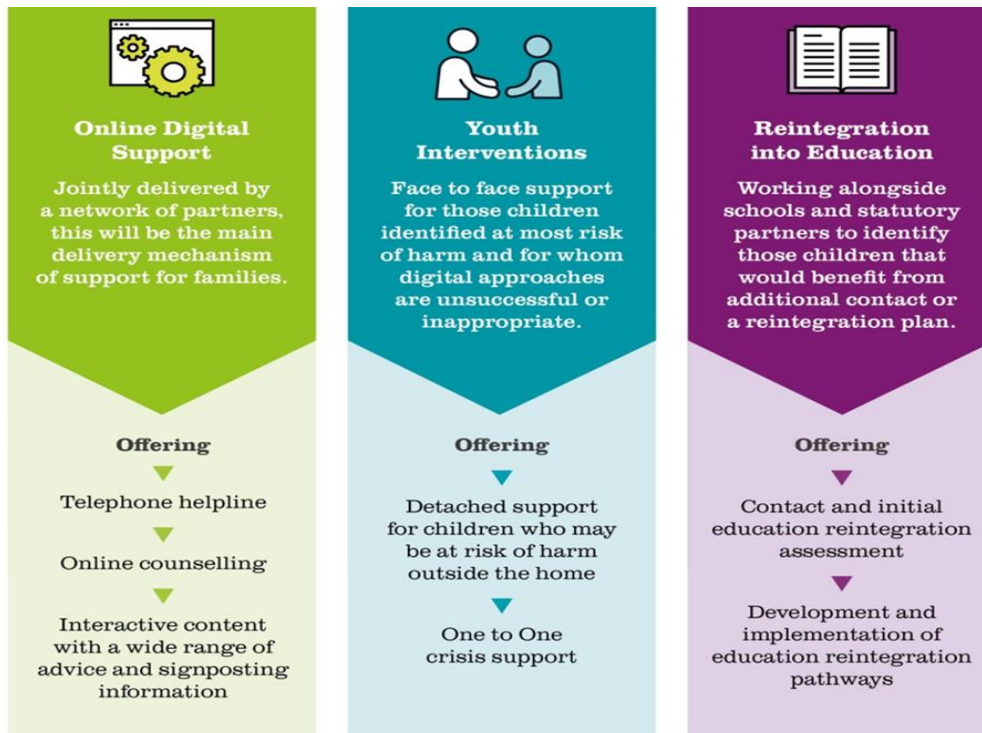 Online Digital
Support
Jointly delivered by
a network of partners,
this will be the main
delivery mechanism
of support for families.
Offering
Telephone helpline
Online counselling
Interactive content
with a wide range of
advice and signposting
information
Youth
Interventions
Face to face support
for those children
identified at most risk
of harm and for whom
digital approaches
are unsuccessful or
inappropriate.
Offering
Detached support
for children who may
be at risk of harm
outside the home
One to One
crisis support
Reintegration
into Education
Working alongside
schools and statutory
partners to identify
those children that
would benefit from
additional contact or
a reintegration plan.
Offering
Contact and initial
education reintegration
assessment
Development and
implementation of
education reintegration
pathways